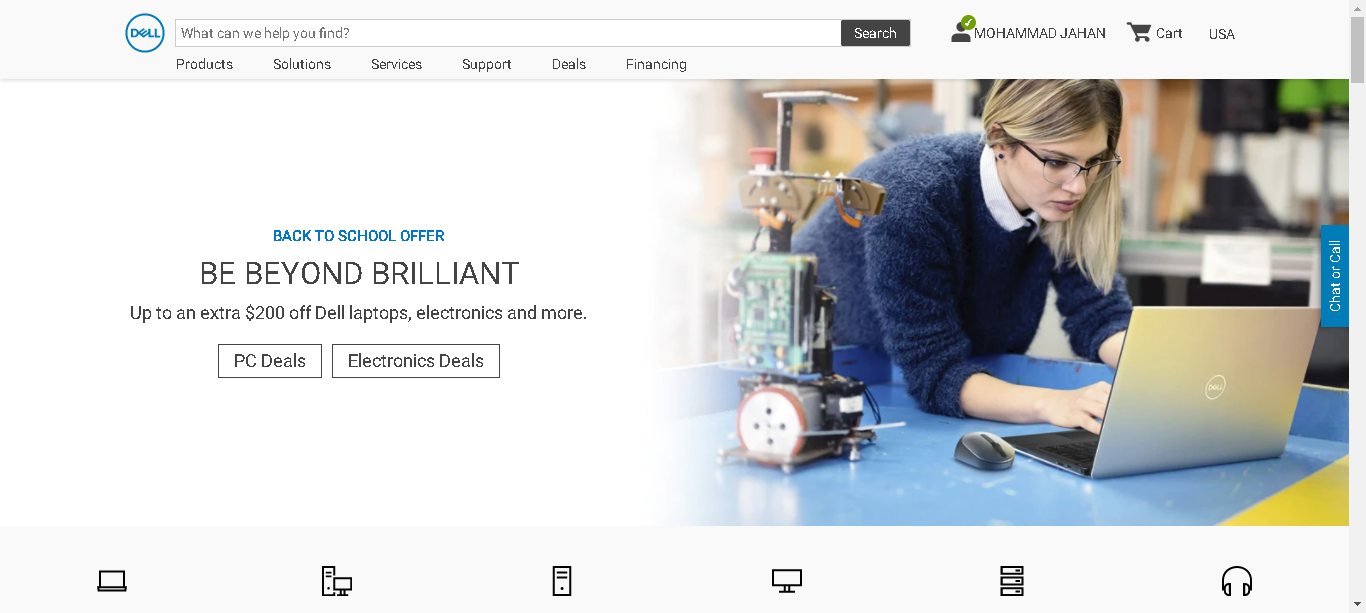 DELL
What can we help you find?
Search
MOHAMMAD JAHAN
Cart
USA
Products
Solutions
Services
Support
Deals
Financing
BACK TO SCHOOL OFFER
BE BEYOND BRILLIANT
Up to an extra $200 off Dell laptops, electronics and more.
PC Deals
Electronics Deals
Chat or Call
DELL